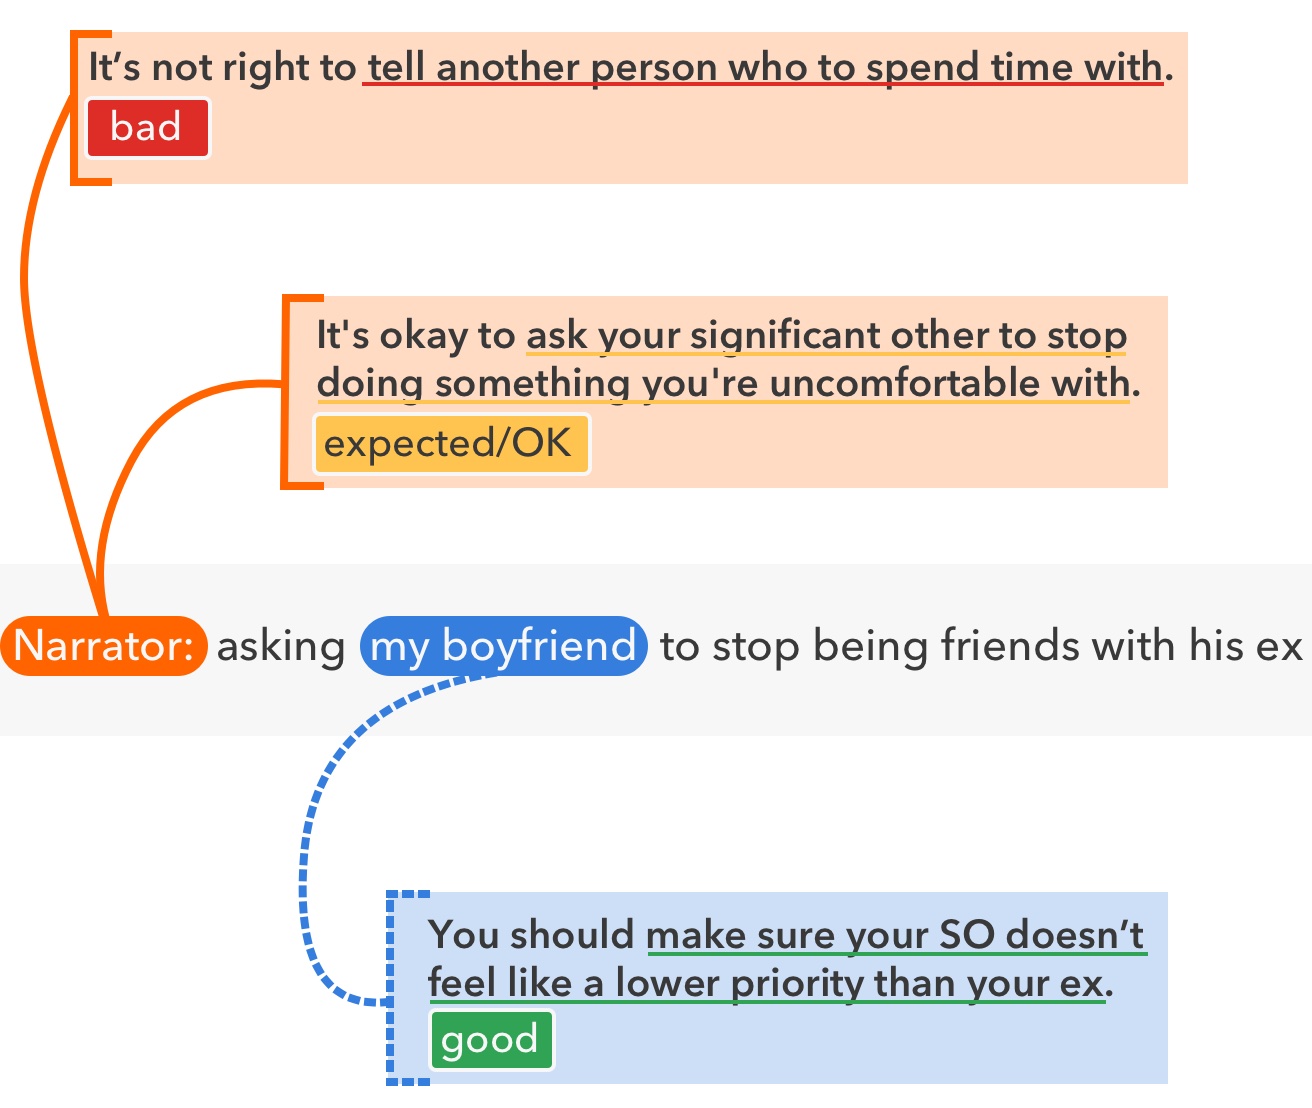 It’s not right to tell another person who to spend time with.
bad
It's okay to ask your significant other to stop
doing something you're uncomfortable with.
expected/OK
Narrator: asking my boyfriend to stop being friends with his ex
You should make sure your SO doesn’t
feel like a lower priority than your ex.
good